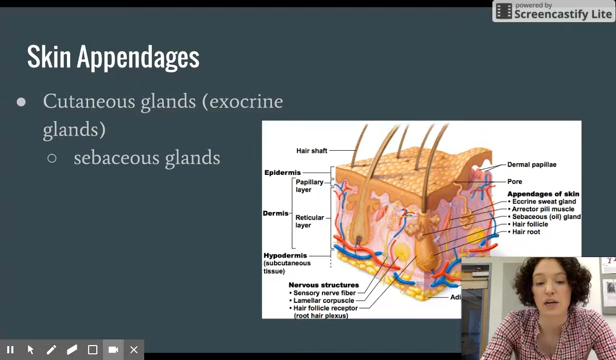 powered by
Screencastify Lite
Skin Appendages
● Cutaneous glands (exocrine
glands)
○ sebaceous glands
Hair shaft
Epidermis
Papillary
layer
Dermis
Reticular
layer
Hypodermis
(subcutaneous
tissue)
Nervous structures
• Sensory nerve fiber
• Lamellar corpuscle
• Hair follicle receptor
(root hair plexus)
Dermal papillae
Pore
Appendages of skin
• Eccrine sweat gland
• Arrector pili muscle
• Sebaceous (oil) gland
• Hair follicle
• Hair root